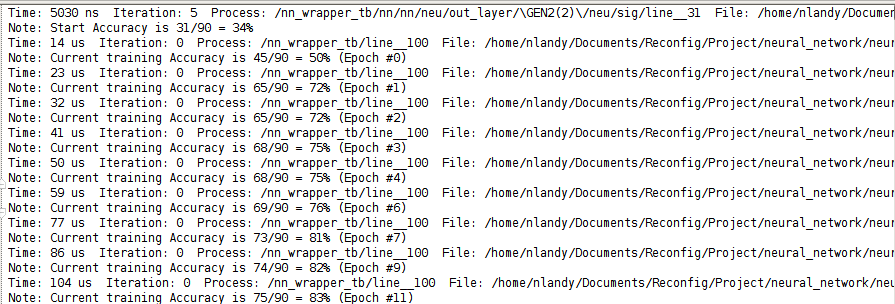 Time: 5030 ns  Iteration: 5  Process: /nn_wrapper_tb/nn/nn/neu/out_layer/\GEN2(2)\/neu/sig/line__31  File: /home/nlandy/Documen
Note: Start Accuracy is 31/90 = 34%
Time: 14 us  Iteration: 0  Process: /nn_wrapper_tb/line__100  File: /home/nlandy/Documents/Reconfig/Project/neural_network/neur
Note: Current training Accuracy is 45/90 = 50% (Epoch #0)
Time: 23 us  Iteration: 0  Process: /nn_wrapper_tb/line__100  File: /home/nlandy/Documents/Reconfig/Project/neural_network/neur
Note: Current training Accuracy is 65/90 = 72% (Epoch #1)
Time: 32 us  Iteration: 0  Process: /nn_wrapper_tb/line__100  File: /home/nlandy/Documents/Reconfig/Project/neural_network/neur
Note: Current training Accuracy is 65/90 = 72% (Epoch #2)
Time: 41 us  Iteration: 0  Process: /nn_wrapper_tb/line__100  File: /home/nlandy/Documents/Reconfig/Project/neural_network/neur
Note: Current training Accuracy is 68/90 = 75% (Epoch #3)
Time: 50 us  Iteration: 0  Process: /nn_wrapper_tb/line__100  File: /home/nlandy/Documents/Reconfig/Project/neural_network/neur
Note: Current training Accuracy is 68/90 = 75% (Epoch #4)
Time: 59 us  Iteration: 0  Process: /nn_wrapper_tb/line__100  File: /home/nlandy/Documents/Reconfig/Project/neural_network/neur
Note: Current training Accuracy is 69/90 = 76% (Epoch #6)
Time: 77 us  Iteration: 0  Process: /nn_wrapper_tb/line__100  File: /home/nlandy/Documents/Reconfig/Project/neural_network/neur
Note: Current training Accuracy is 73/90 = 81% (Epoch #7)
Time: 86 us  Iteration: 0  Process: /nn_wrapper_tb/line__100  File: /home/nlandy/Documents/Reconfig/Project/neural_network/neur
Note: Current training Accuracy is 74/90 = 82% (Epoch #9)
Time: 104 us  Iteration: 0  Process: /nn_wrapper_tb/line__100  File: /home/nlandy/Documents/Reconfig/Project/neural_network/neu
Note: Current training Accuracy is 75/90 = 83% (Epoch #11)